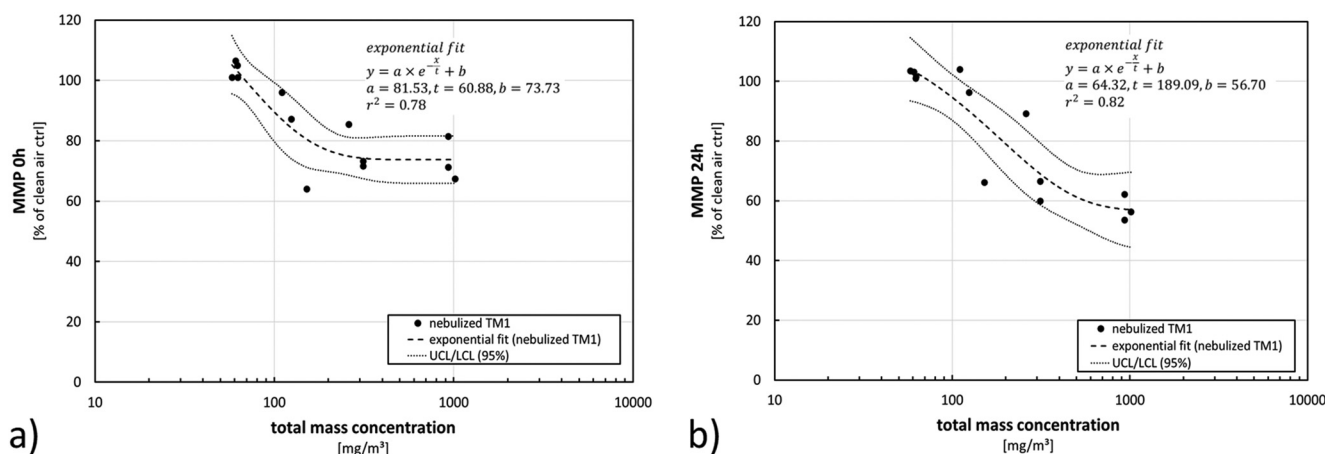 120
100
80
60
40
20
0
MMP 0h
[% of clean air ctrl]
exponential fit
y = a × e^{-x/t} + b
a = 81.53, t = 60.88, b = 73.73
r² = 0.78
nebulized TM1
exponential fit (nebulized TM1)
UCL/LCL (95%)
10 100 1000 10000
total mass concentration
[mg/m³]
a)
120
100
80
60
40
20
0
MMP 24h
[% of clean air ctrl]
exponential fit
y = a × e^{-x/t} + b
a = 64.32, t = 189.09, b = 56.70
r² = 0.82
nebulized TM1
exponential fit (nebulized TM1)
UCL/LCL (95%)
10 100 1000 10000
total mass concentration
[mg/m³]
b)